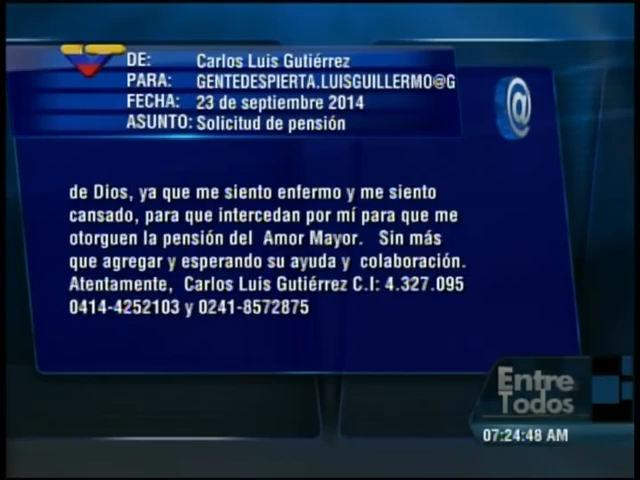 DE: Carlos Luis Gutiérrez
PARA: GENTEDESPIERTA.LUISGUILLERMO@G
FECHA: 23 de septiembre 2014
ASUNTO: Solicitud de pensión
@
de Dios, ya que me siento enfermo y me siento
cansado, para que intercedan por mí para que me
otorguen la pensión del Amor Mayor. Sin más
que agregar y esperando su ayuda y colaboración.
Atentamente, Carlos Luis Gutiérrez C.I: 4.327.095
0414-4252103 y 0241-8572875
Entre
Todos
07:24:48 AM